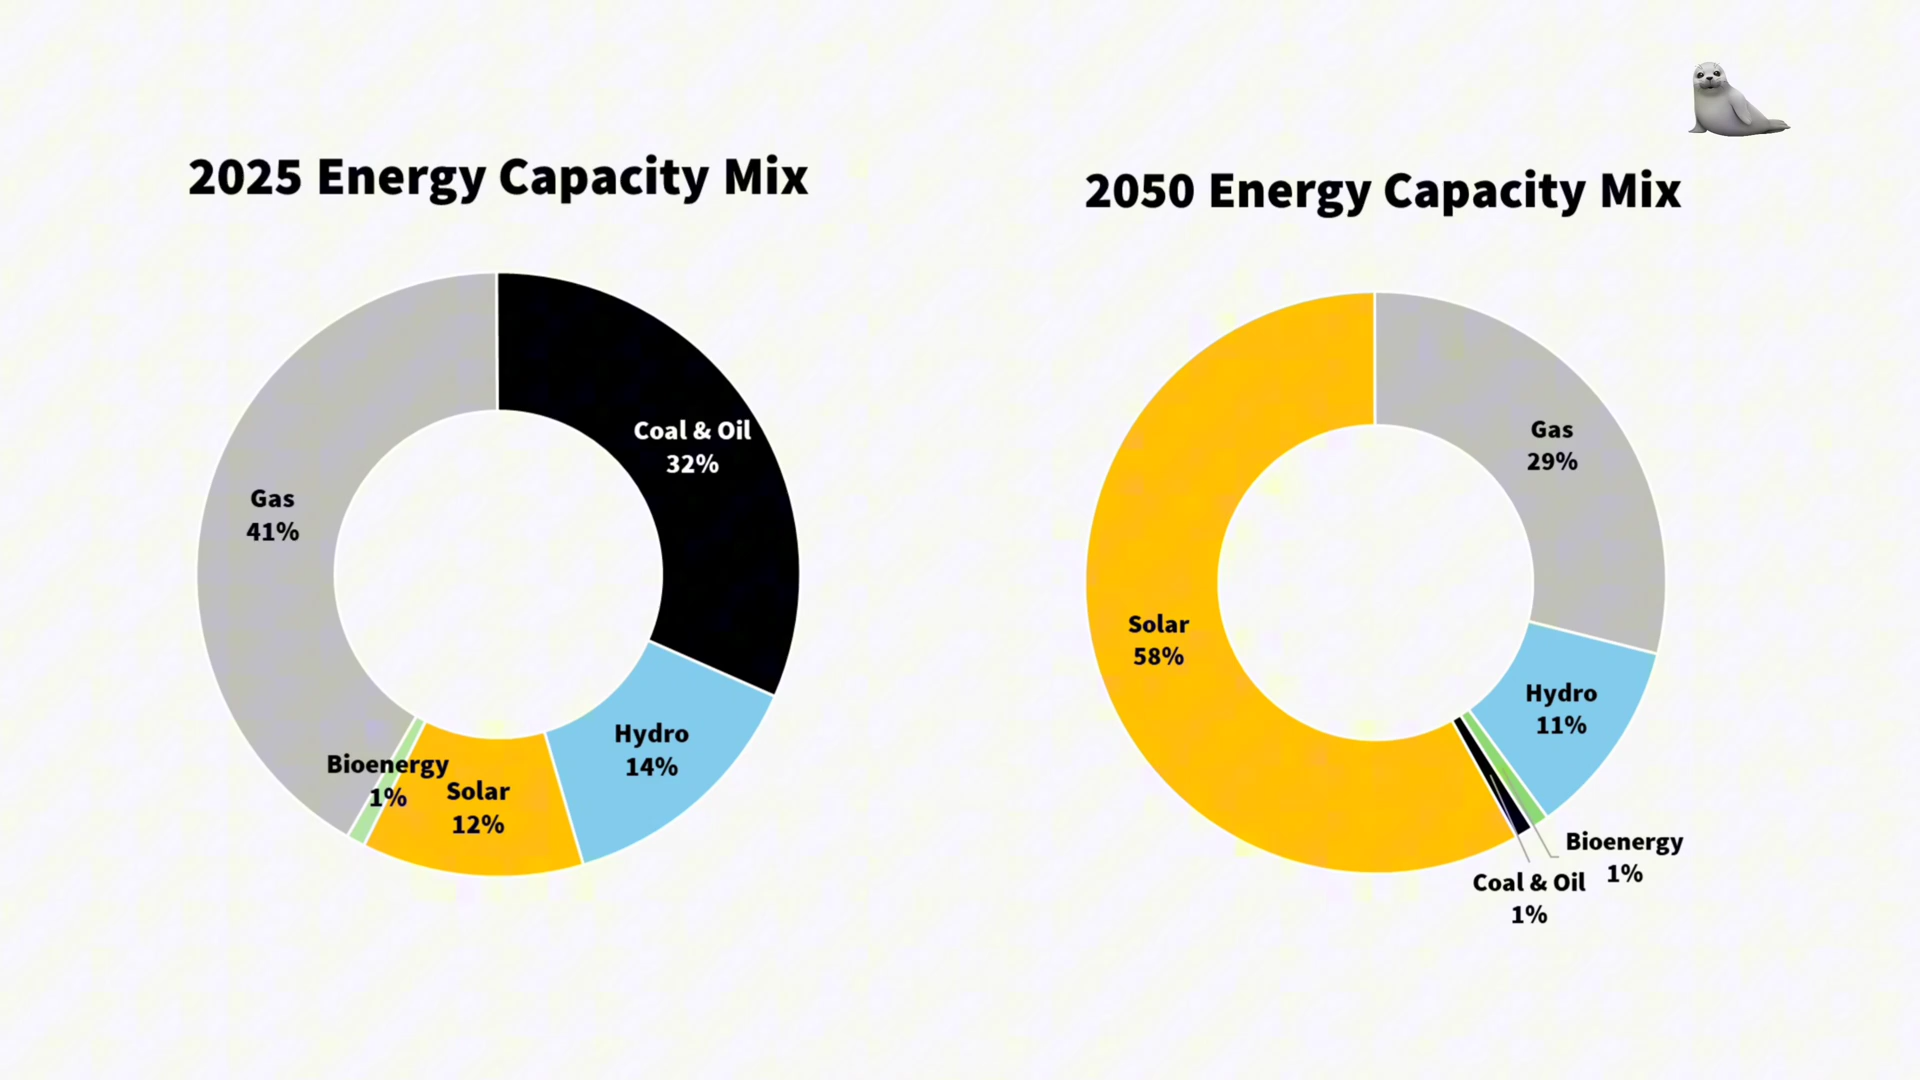 2025 Energy Capacity Mix
Coal & Oil
32%
Gas
41%
Hydro
14%
Bioenergy
1%
Solar
12%
2050 Energy Capacity Mix
Gas
29%
Solar
58%
Hydro
11%
Bioenergy
1%
Coal & Oil
1%